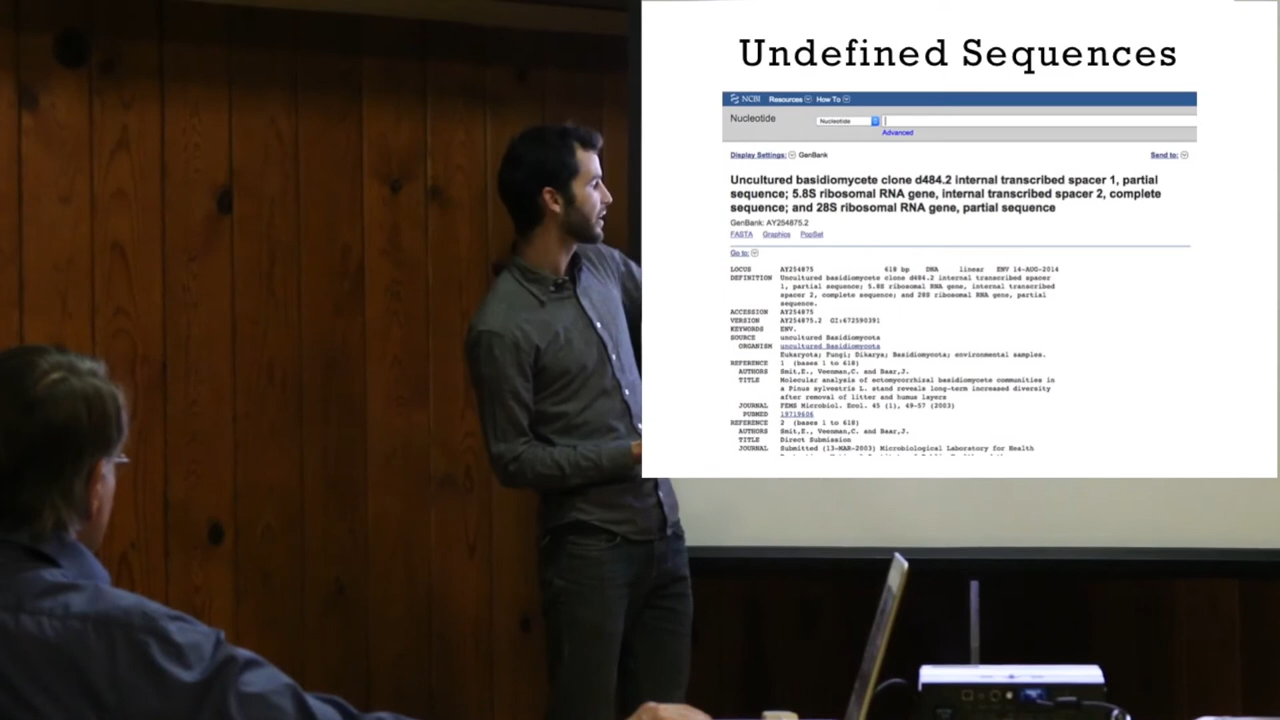 Undefined Sequences
NCBI Resources How To
Nucleotide Nucleotide
Advanced
Display Settings: GenBank Send to:
Uncultured basidiomycete clone d484.2 internal transcribed spacer 1, partial
sequence; 5.8S ribosomal RNA gene, internal transcribed spacer 2, complete
sequence; and 28S ribosomal RNA gene, partial sequence
GenBank: AY254875.2
FASTA Graphics PopSet
Go to:
LOCUS AY254875 618 bp DNA linear ENV 14-AUG-2014
DEFINITION Uncultured basidiomycete clone d484.2 internal transcribed spacer
1, partial sequence; 5.8S ribosomal RNA gene, internal transcribed
spacer 2, complete sequence; and 28S ribosomal RNA gene, partial
sequence.
ACCESSION AY254875
VERSION AY254875.2 GI:672590391
KEYWORDS ENV.
SOURCE uncultured Basidiomycota
ORGANISM uncultured Basidiomycota
Eukaryota; Fungi; Dikarya; Basidiomycota; environmental samples.
REFERENCE 1 (bases 1 to 618)
AUTHORS Smit,E., Veenman,C. and Baar,J.
TITLE Molecular analysis of ectomycorrhizal basidiomycete communities in
a Pinus sylvestris L. stand reveals long-term increased diversity
after removal of litter and humus layers
JOURNAL FEMS Microbiol. Ecol. 45 (1), 49-57 (2003)
PUBMED 19719606
REFERENCE 2 (bases 1 to 618)
AUTHORS Smit,E., Veenman,C. and Baar,J.
TITLE Direct Submission
JOURNAL Submitted (13-MAR-2003) Microbiological Laboratory for Health